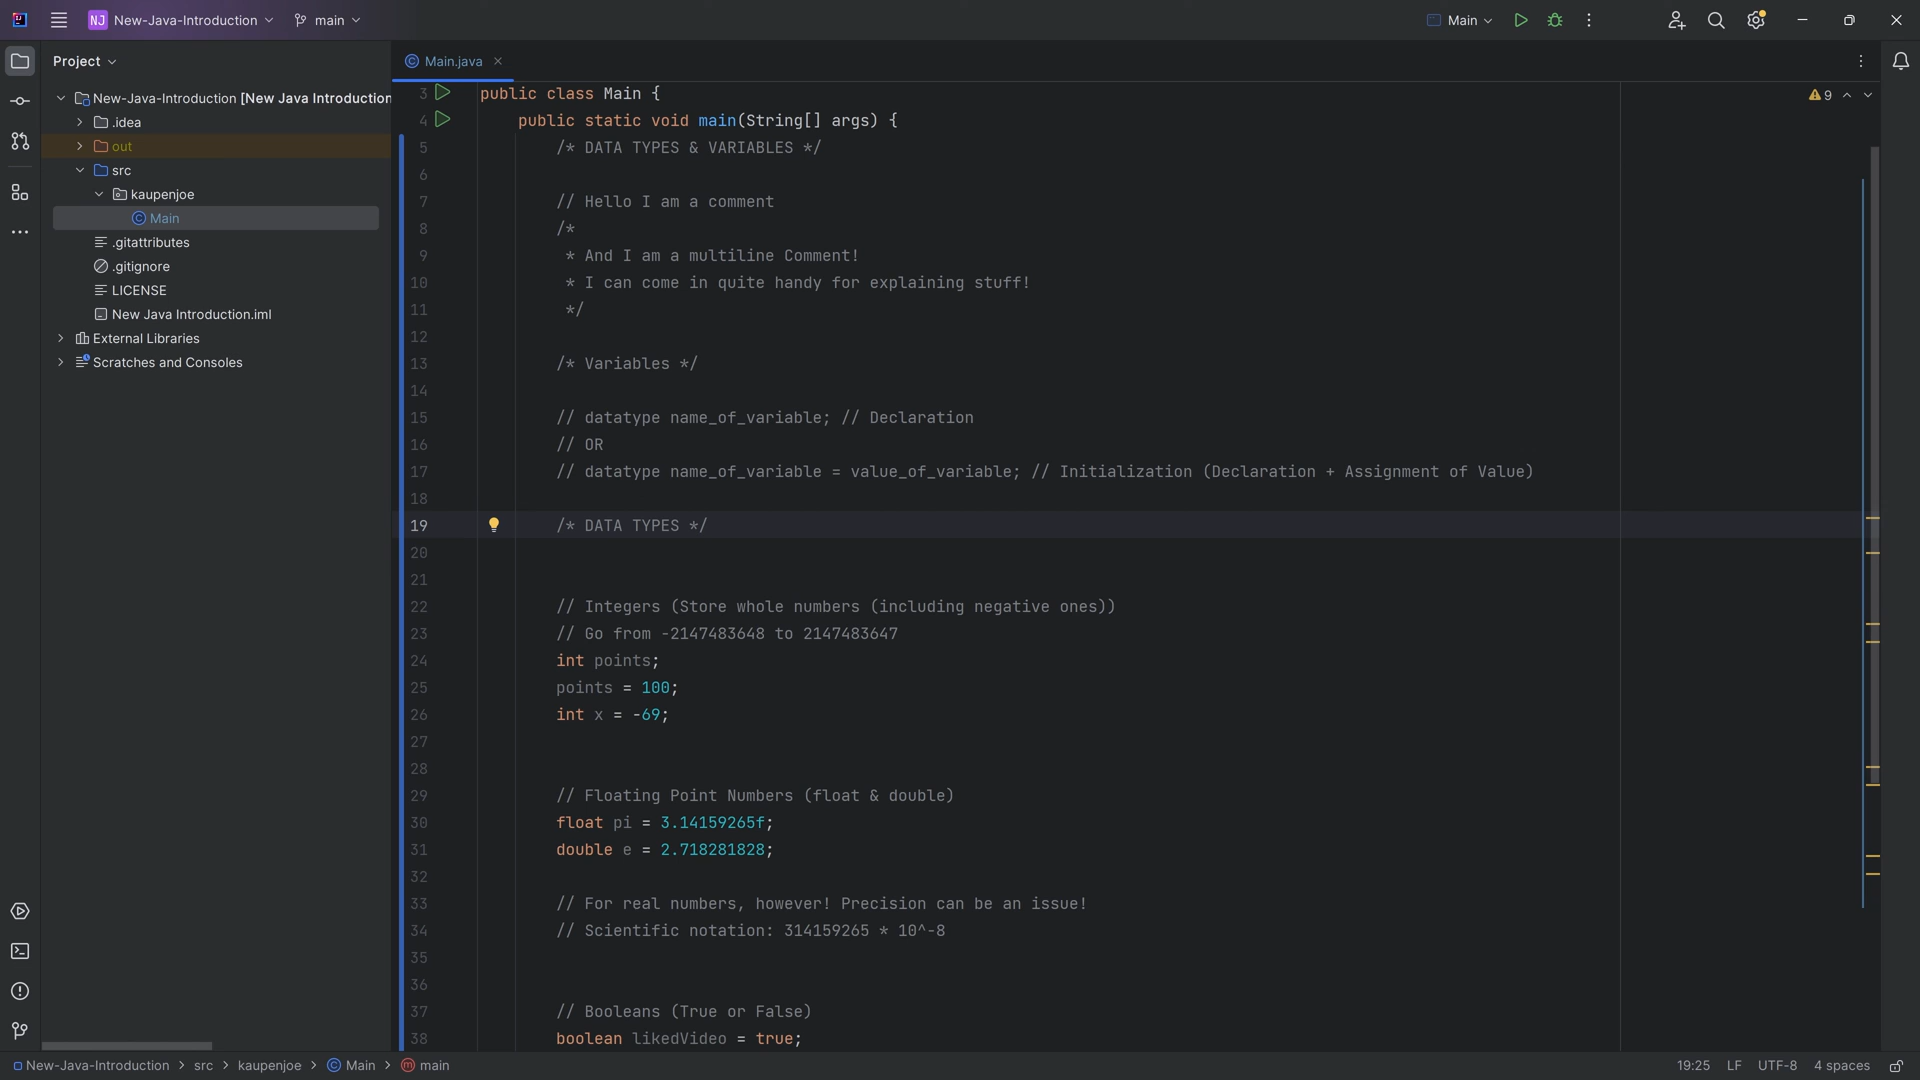 NJ New-Java-Introduction main Main
Project
Main.java
New-Java-Introduction [New Java Introduction
.idea
out
src
kaupenjoe
Main
.gitattributes
.gitignore
LICENSE
New Java Introduction.iml
External Libraries
Scratches and Consoles
9
3 public class Main {
4 public static void main(String[] args) {
5 /* DATA TYPES & VARIABLES */
6
7 // Hello I am a comment
8 /*
9 * And I am a multiline Comment!
10 * I can come in quite handy for explaining stuff!
11 */
12
13 /* Variables */
14
15 // datatype name_of_variable; // Declaration
16 // OR
17 // datatype name_of_variable = value_of_variable; // Initialization (Declaration + Assignment of Value)
18
19 /* DATA TYPES */
20
21
22 // Integers (Store whole numbers (including negative ones))
23 // Go from -2147483648 to 2147483647
24 int points;
25 points = 100;
26 int x = -69;
27
28
29 // Floating Point Numbers (float & double)
30 float pi = 3.14159265f;
31 double e = 2.718281828;
32
33 // For real numbers, however! Precision can be an issue!
34 // Scientific notation: 314159265 * 10^-8
35
36
37 // Booleans (True or False)
38 boolean likedVideo = true;
New-Java-Introduction > src > kaupenjoe > Main > main
19:25 LF UTF-8 4 spaces